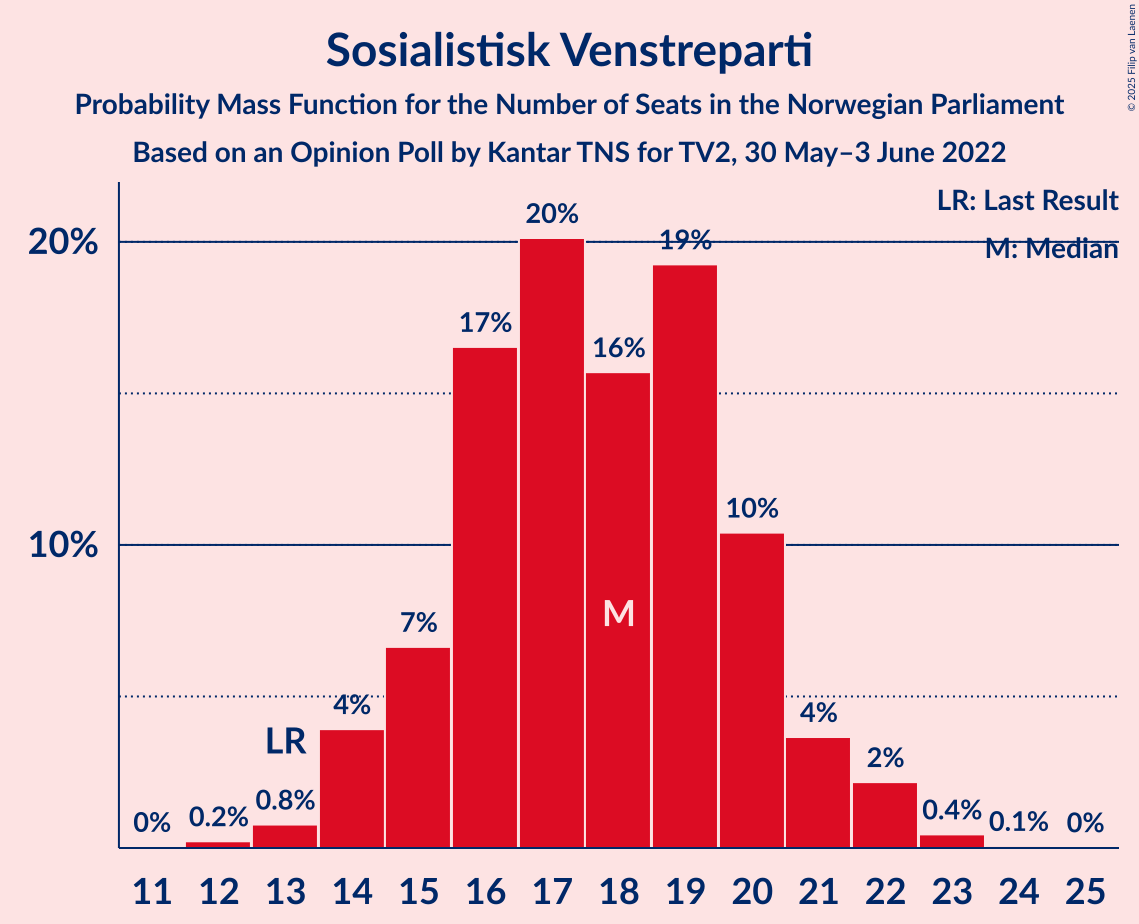 Sosialistisk Venstreparti
Probability Mass Function for the Number of Seats in the Norwegian Parliament
Based on an Opinion Poll by Kantar TNS for TV2, 30 May–3 June 2022
© 2025 Filip van Laenen
LR: Last Result
M: Median
20%
10%
0%
0.2%
0.8%
LR
4%
7%
17%
20%
16%
M
19%
10%
4%
2%
0.4%
0.1%
0%
11 12 13 14 15 16 17 18 19 20 21 22 23 24 25